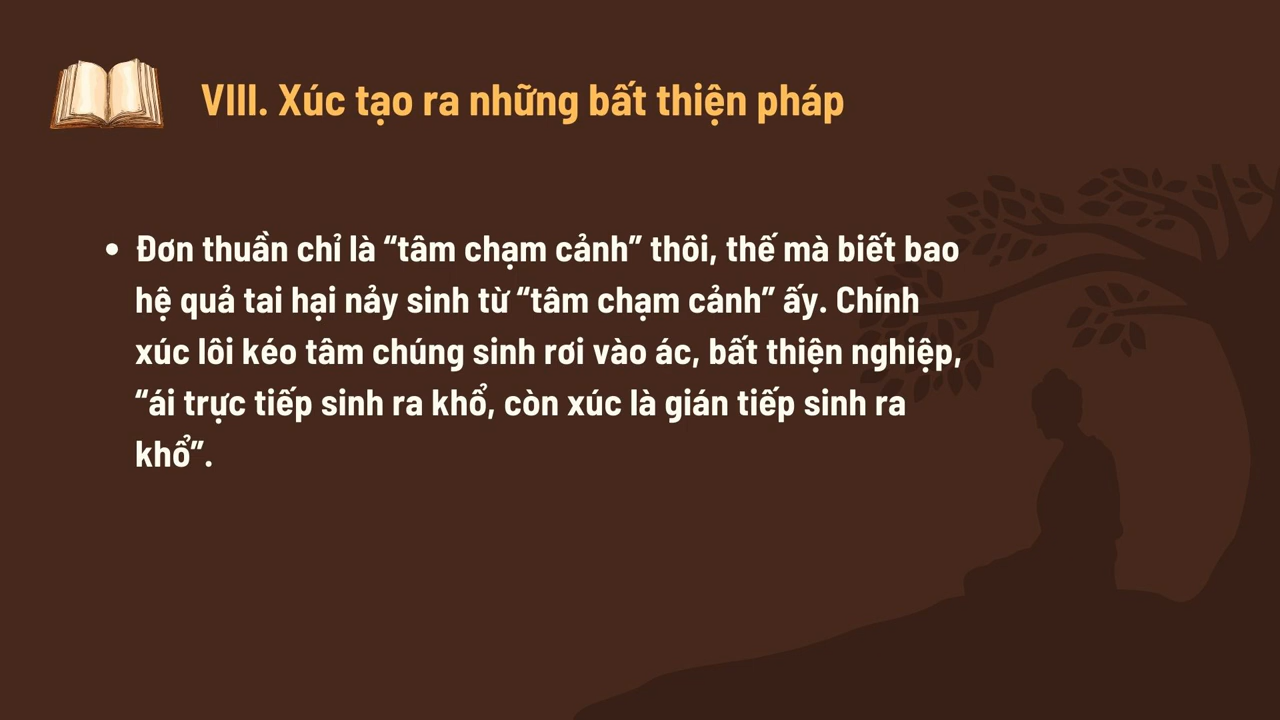 VIII. Xúc tạo ra những bất thiện pháp
• Đơn thuần chỉ là “tâm chạm cảnh” thôi, thế mà biết bao
hệ quả tai hại nảy sinh từ “tâm chạm cảnh” ấy. Chính
xúc lôi kéo tâm chúng sinh rơi vào ác, bất thiện nghiệp,
“ái trực tiếp sinh ra khổ, còn xúc là gián tiếp sinh ra
khổ”.